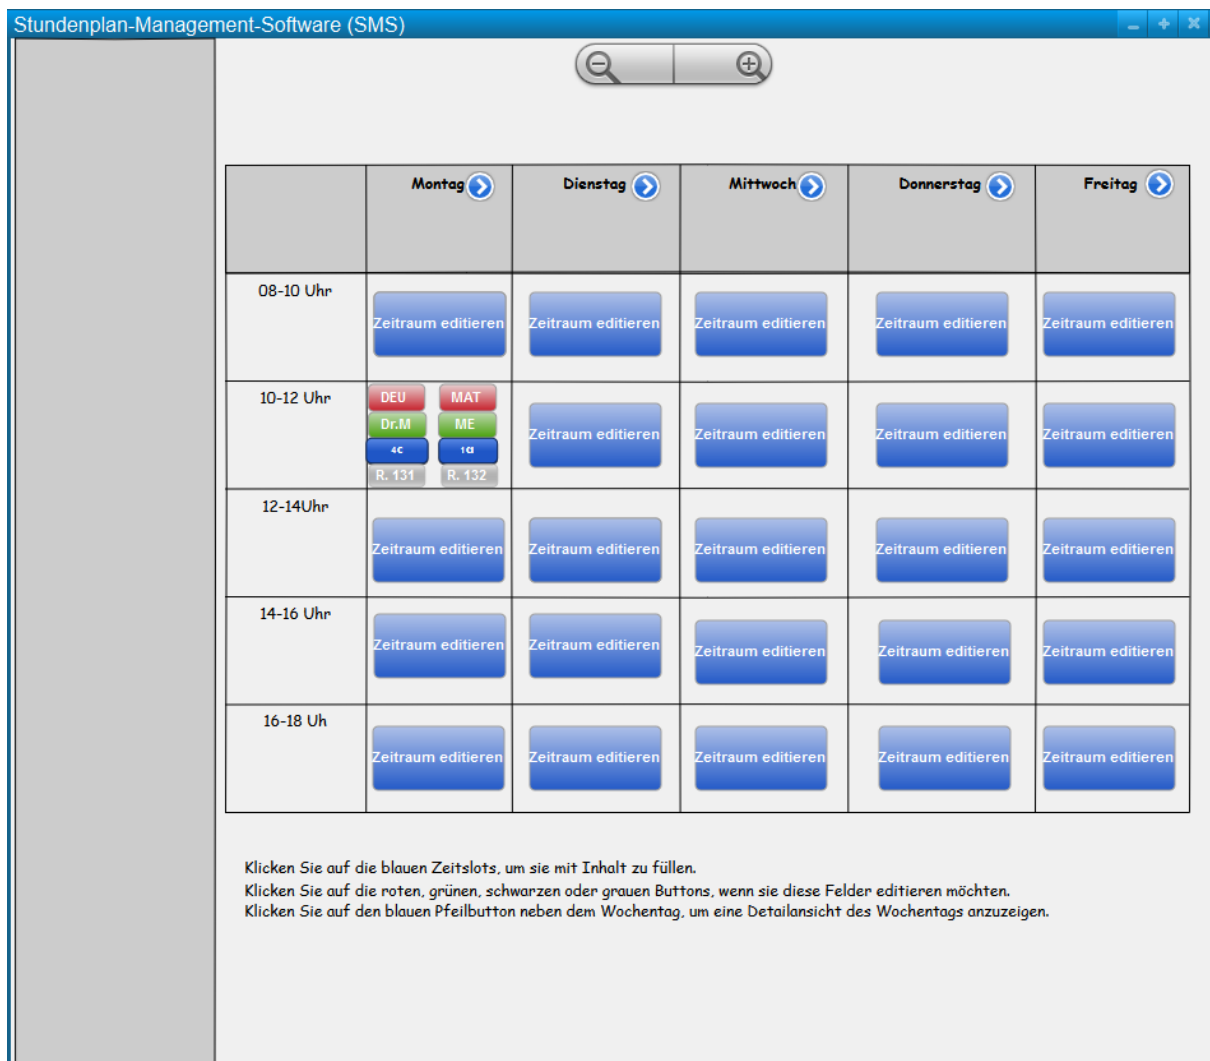 Stundenplan-Management-Software (SMS)
Montag Dienstag Mittwoch Donnerstag Freitag
08-10 Uhr Zeitraum editieren Zeitraum editieren Zeitraum editieren Zeitraum editieren Zeitraum editieren
10-12 Uhr DEU MAT
Dr.M ME
Zeitraum editieren Zeitraum editieren Zeitraum editieren Zeitraum editieren
4C
R. 131 R. 132
12-14Uhr
Zeitraum editieren Zeitraum editieren Zeitraum editieren Zeitraum editieren Zeitraum editieren
14-16 Uhr
Zeitraum editieren Zeitraum editieren Zeitraum editieren Zeitraum editieren Zeitraum editieren
16-18 Uh
Zeitraum editieren Zeitraum editieren Zeitraum editieren Zeitraum editieren Zeitraum editieren
Klicken Sie auf die blauen Zeitslots, um sie mit Inhalt zu füllen.
Klicken Sie auf die roten, grünen, schwarzen oder grauen Buttons, wenn sie diese Felder editieren möchten.
Klicken Sie auf den blauen Pfeilbutton neben dem Wochentag, um eine Detailansicht des Wochentags anzuzeigen.